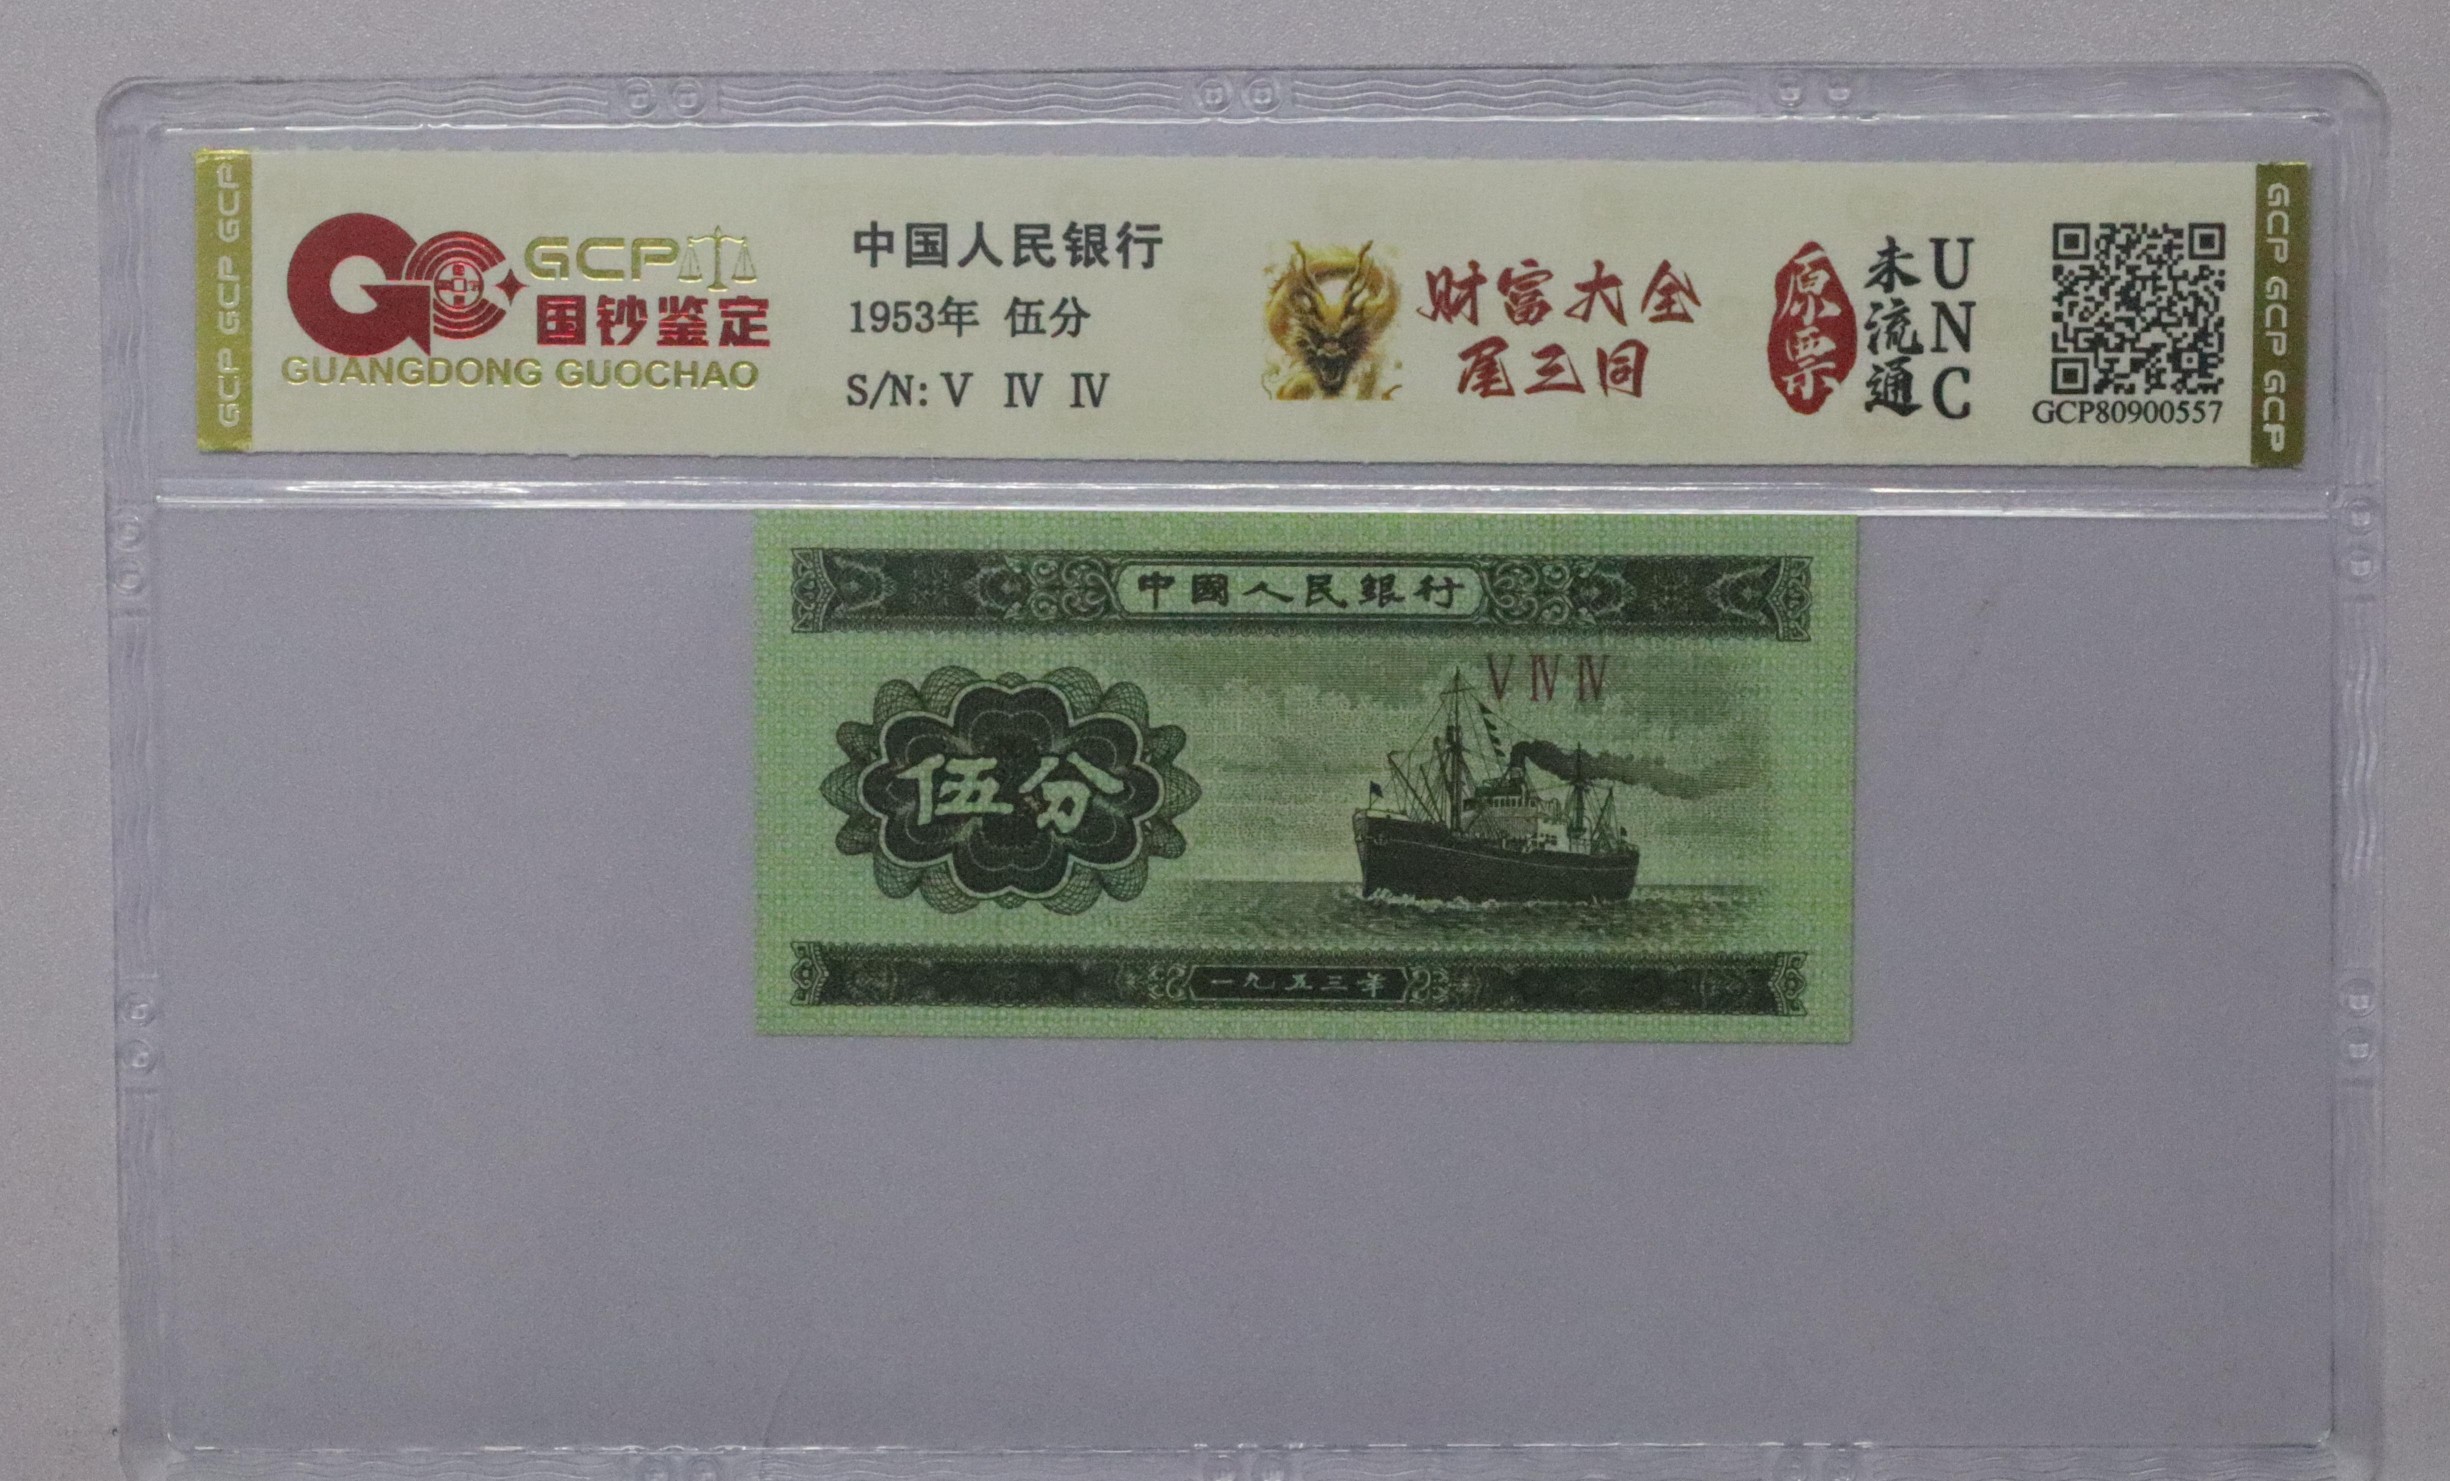 GCP GCP GCP
GCP
国钞鉴定
GUANGDONG GUOCHAO
中国人民银行
1953年 伍分
S/N: Ⅴ Ⅳ Ⅳ
财富大全
尾三同
原票
未流通
UNC
GCP80900557
GCP GCP GCP
中國人民銀行
Ⅴ Ⅳ Ⅳ
伍分
一九五三年